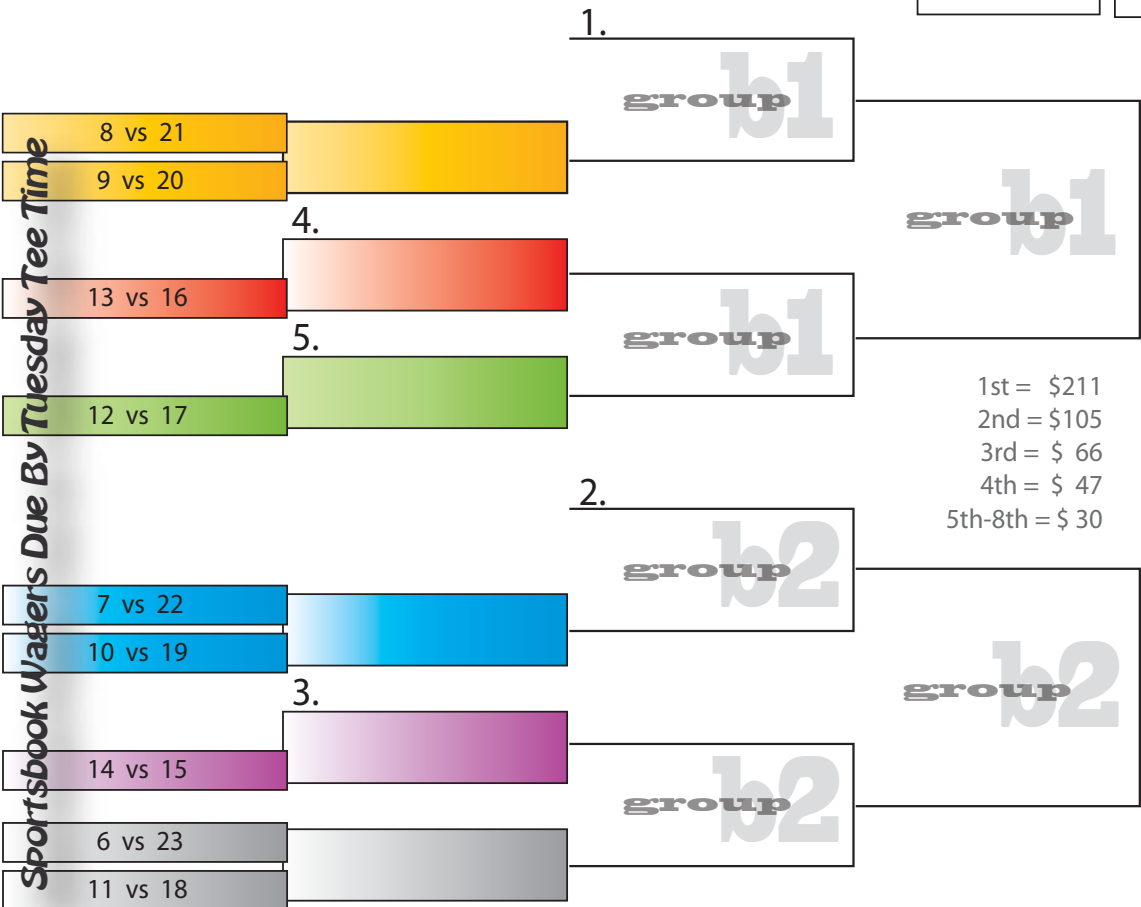 Sportsbook Wagers Due By Tuesday Tee Time
8 vs 21
9 vs 20
13 vs 16
12 vs 17
7 vs 22
10 vs 19
14 vs 15
6 vs 23
11 vs 18
4.
5.
3.
1.
group b1
group b1
2.
group b2
group b2
group b1
1st = $211
2nd = $105
3rd = $ 66
4th = $ 47
5th-8th = $ 30
group b2